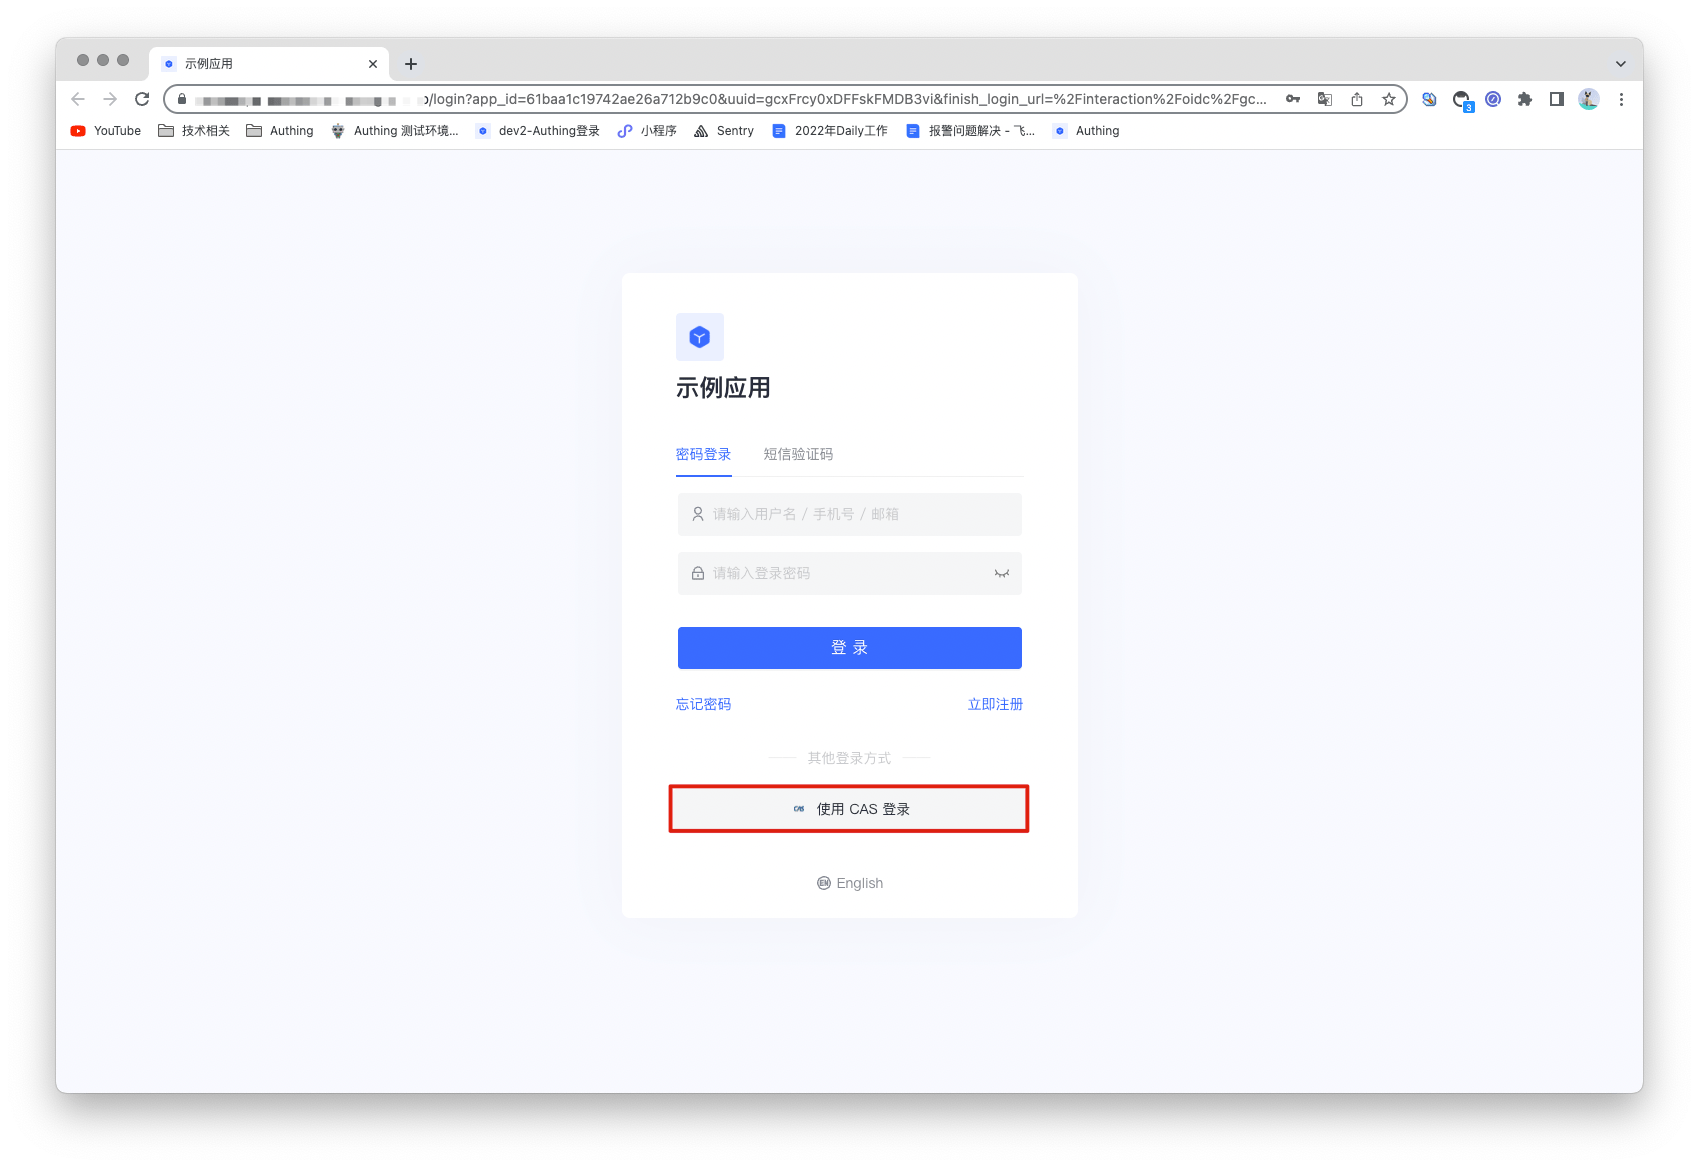 示例应用
/login?app_id=61baa1c19742ae26a712b9c0&uuid=gcxFrcy0xDFFskFMDB3vi&finish_login_url=%2Finteraction%2Foidc%2Fgc...
3
YouTube 技术相关 Authing Authing 测试环境... dev2-Authing登录 小程序 Sentry 2022年Daily工作 报警问题解决 - 飞... Authing
示例应用
密码登录 短信验证码
请输入用户名 / 手机号 / 邮箱
请输入登录密码
登 录
忘记密码 立即注册
其他登录方式
CAS 使用 CAS 登录
EN English